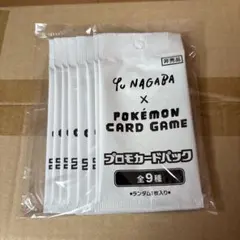 非売品
YU NAGABA
×
POKÉMON
CARD GAME
プロモカードパック
全9種
●ランダム1枚入り●